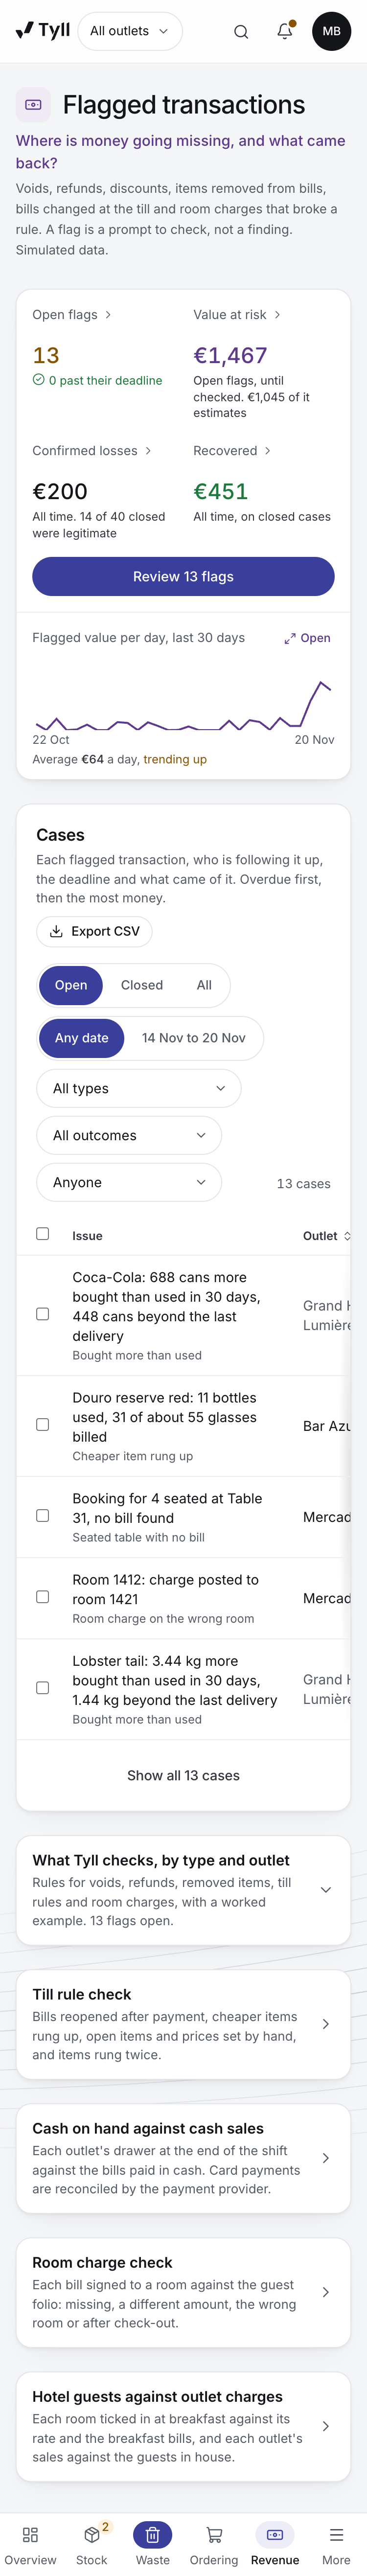 Tyll
All outlets
MB
Flagged transactions
Where is money going missing, and what came
back?
Voids, refunds, discounts, items removed from bills,
bills changed at the till and room charges that broke a
rule. A flag is a prompt to check, not a finding.
Simulated data.
Open flags
Value at risk
13
€1,467
0 past their deadline
Open flags, until
checked. €1,045 of it
estimates
Confirmed losses
Recovered
€200
€451
All time. 14 of 40 closed
were legitimate
All time, on closed cases
Review 13 flags
Flagged value per day, last 30 days
Open
22 Oct
20 Nov
Average €64 a day, trending up
Cases
Each flagged transaction, who is following it up,
the deadline and what came of it. Overdue first,
then the most money.
Export CSV
Open Closed All
Any date 14 Nov to 20 Nov
All types
All outcomes
Anyone
13 cases
Issue
Outlet
Coca-Cola: 688 cans more
bought than used in 30 days,
448 cans beyond the last
delivery
Bought more than used
Grand
Lumière
Douro reserve red: 11 bottles
used, 31 of about 55 glasses
billed
Cheaper item rung up
Bar Azu
Booking for 4 seated at Table
31, no bill found
Seated table with no bill
Mercad
Room 1412: charge posted to
room 1421
Room charge on the wrong room
Mercad
Lobster tail: 3.44 kg more
bought than used in 30 days,
1.44 kg beyond the last delivery
Bought more than used
Grand
Lumière
Show all 13 cases
What Tyll checks, by type and outlet
Rules for voids, refunds, removed items, till
rules and room charges, with a worked
example. 13 flags open.
Till rule check
Bills reopened after payment, cheaper items
rung up, open items and prices set by hand,
and items rung twice.
Cash on hand against cash sales
Each outlet's drawer at the end of the shift
against the bills paid in cash. Card payments
are reconciled by the payment provider.
Room charge check
Each bill signed to a room against the guest
folio: missing, a different amount, the wrong
room or after check-out.
Hotel guests against outlet charges
Each room ticked in at breakfast against its
rate and the breakfast bills, and each outlet's
sales against the guests in house.
2
Overview Stock Waste Ordering Revenue More